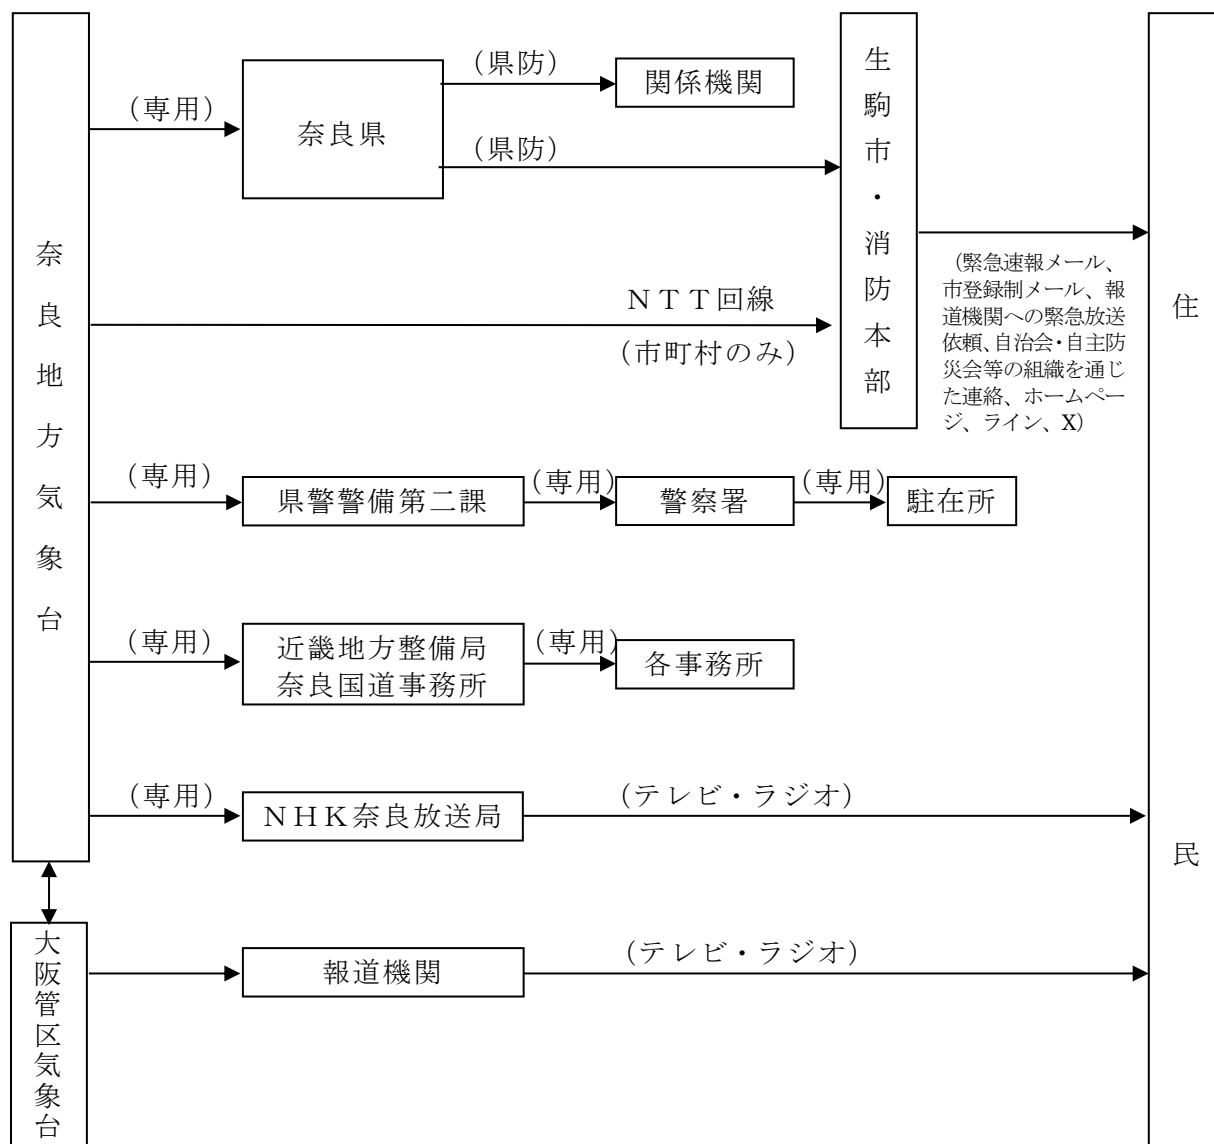 奈良地方気象台
(専用)
奈良県
(県防)
関係機関
(県防)
生駒市・消防本部
ＮＴＴ回線
(市町村のみ)
(緊急速報メール、
市登録制メール、報
道機関への緊急放送
依頼、自治会・自主防
災会等の組織を通じ
た連絡、ホームペー
ジ、ライン、X)
住民
(専用)
県警警備第二課
(専用)
警察署
(専用)
駐在所
(専用)
近畿地方整備局
奈良国道事務所
(専用)
各事務所
(専用)
ＮＨＫ奈良放送局
(テレビ・ラジオ)
大阪管区気象台
報道機関
(テレビ・ラジオ)